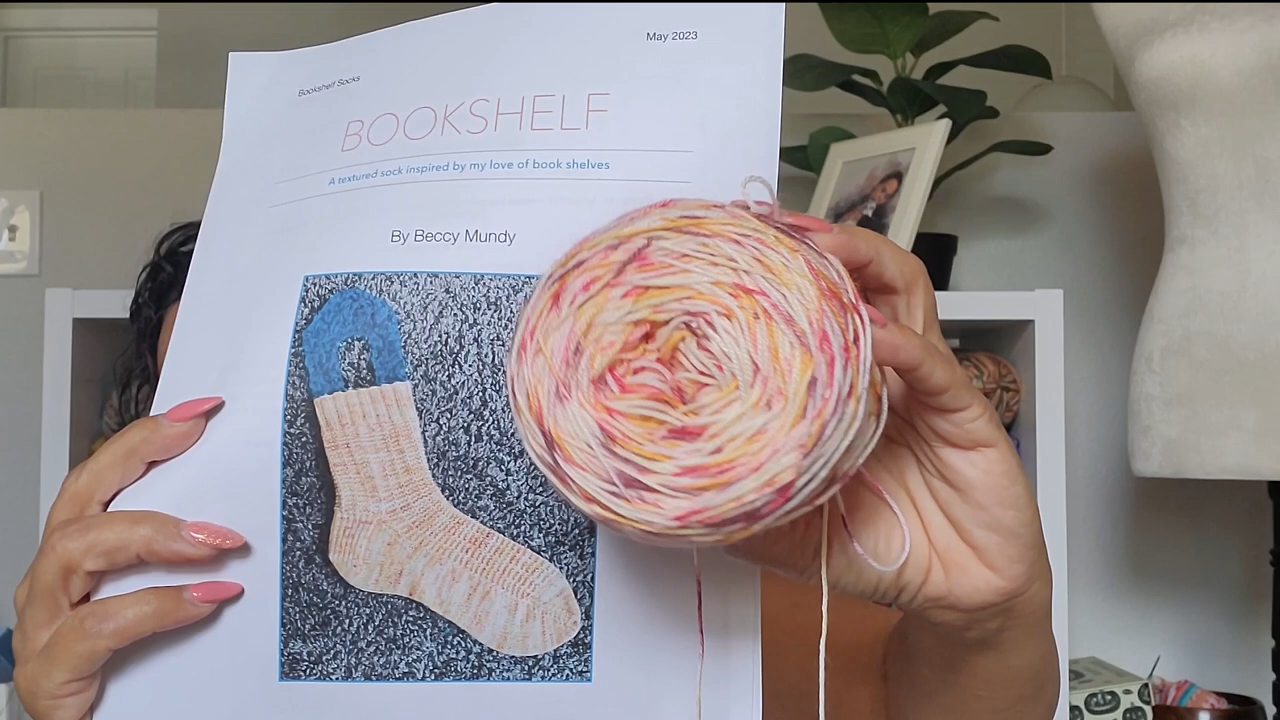 May 2023
Bookshelf Socks
BOOKSHELF
A textured sock inspired by my love of book shelves
By Beccy Mundy